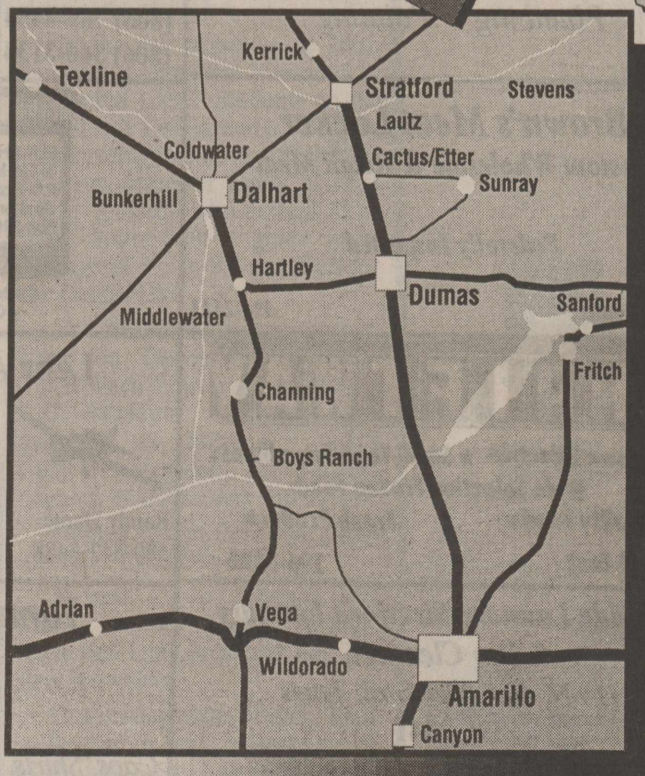 Kerrick
Texline
Stratford
Stevens
Lautz
Coldwater
Cactus/Etter
Sunray
Bunkerhill
Dalhart
Hartley
Dumas
Sanford
Middlewater
Fritch
Channing
Boys Ranch
Adrian
Vega
Wildorado
Amarillo
Canyon